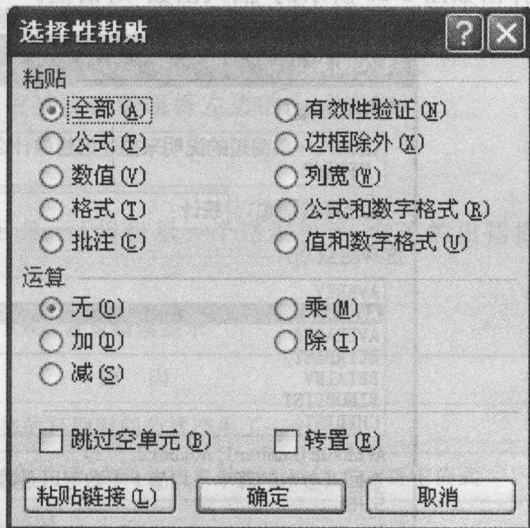 选择性粘贴
粘贴
全部(A)
有效性验证(N)
公式(F)
边框除外(X)
数值(V)
列宽(W)
格式(T)
公式和数字格式(R)
批注(C)
值和数字格式(U)
运算
无(O)
乘(M)
加(D)
除(I)
减(S)
跳过空单元(B)
转置(E)
粘贴链接(L)
确定
取消